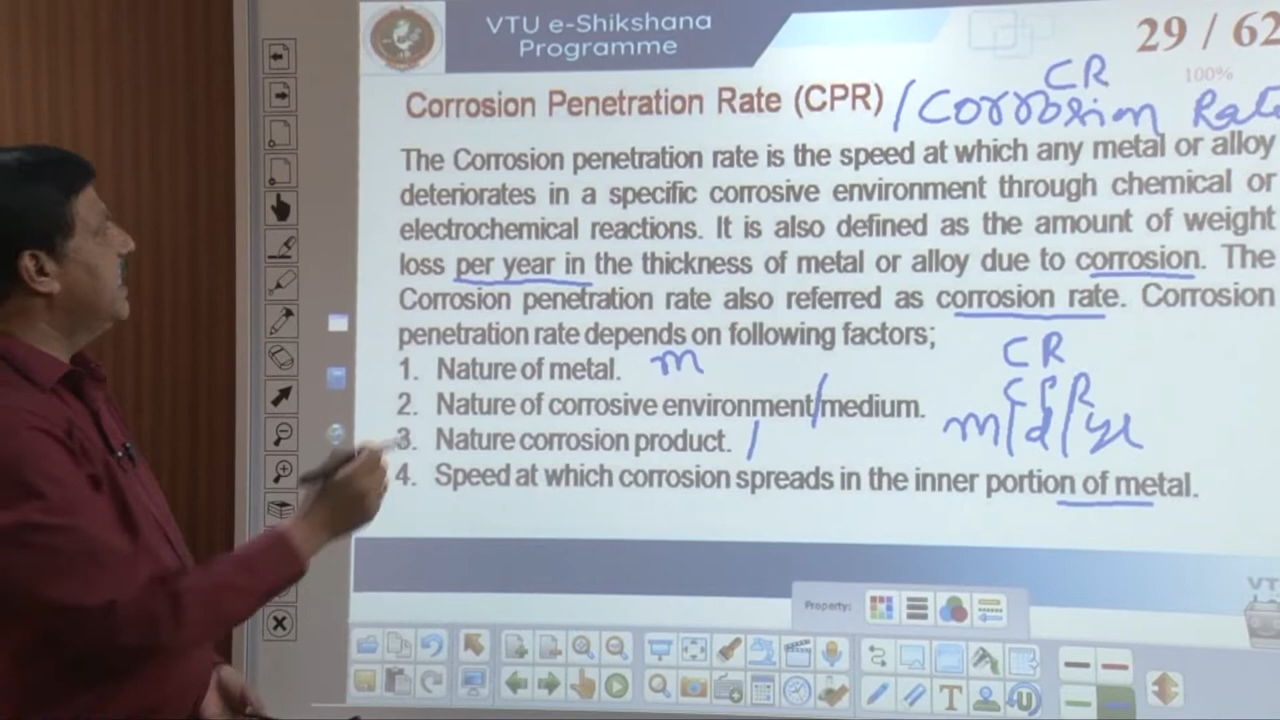 VTU e-Shikshana
Programme
29 / 62
100%
CR
Corrosion Penetration Rate (CPR) / Corrosion Rate
The Corrosion penetration rate is the speed at which any metal or alloy
deteriorates in a specific corrosive environment through chemical or
electrochemical reactions. It is also defined as the amount of weight
loss per year in the thickness of metal or alloy due to corrosion. The
Corrosion penetration rate also referred as corrosion rate. Corrosion
penetration rate depends on following factors;
CR
1. Nature of metal. m
CPR
2. Nature of corrosive environment/medium.
m/d/yr
3. Nature corrosion product. /
4. Speed at which corrosion spreads in the inner portion of metal.
Property:
VT
T